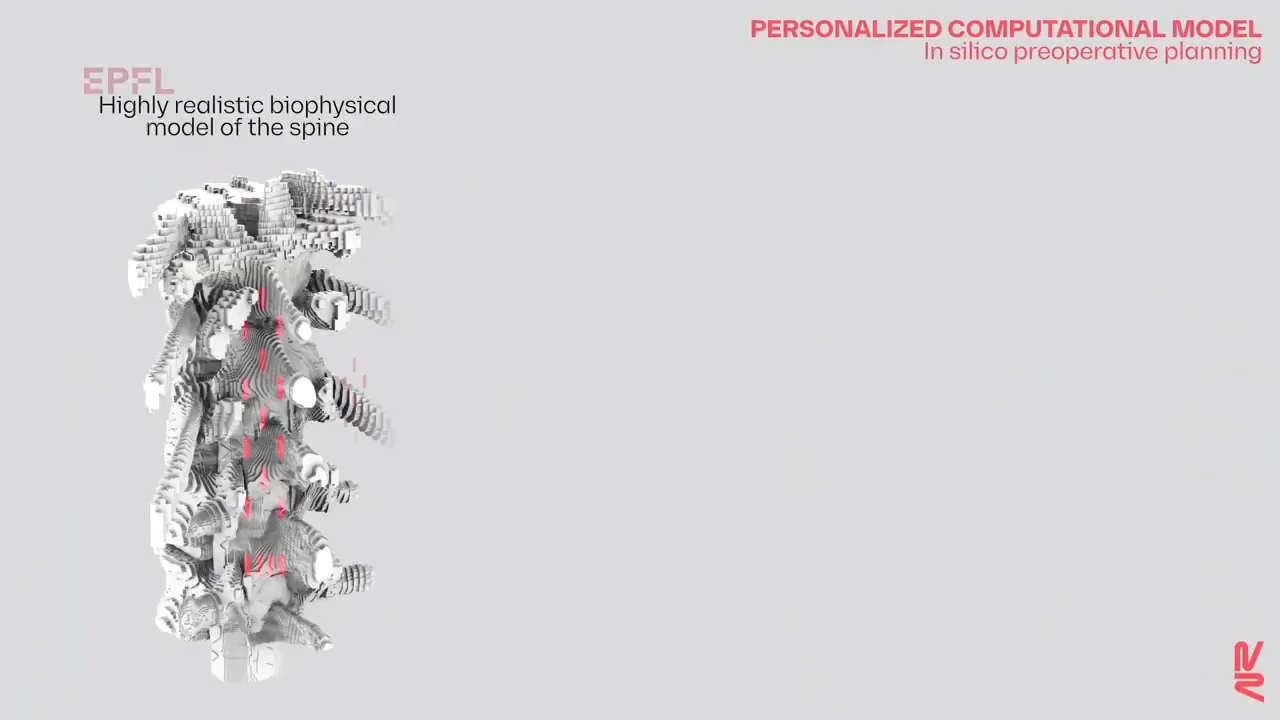 PERSONALIZED COMPUTATIONAL MODEL
In silico preoperative planning
EPFL
Highly realistic biophysical
model of the spine